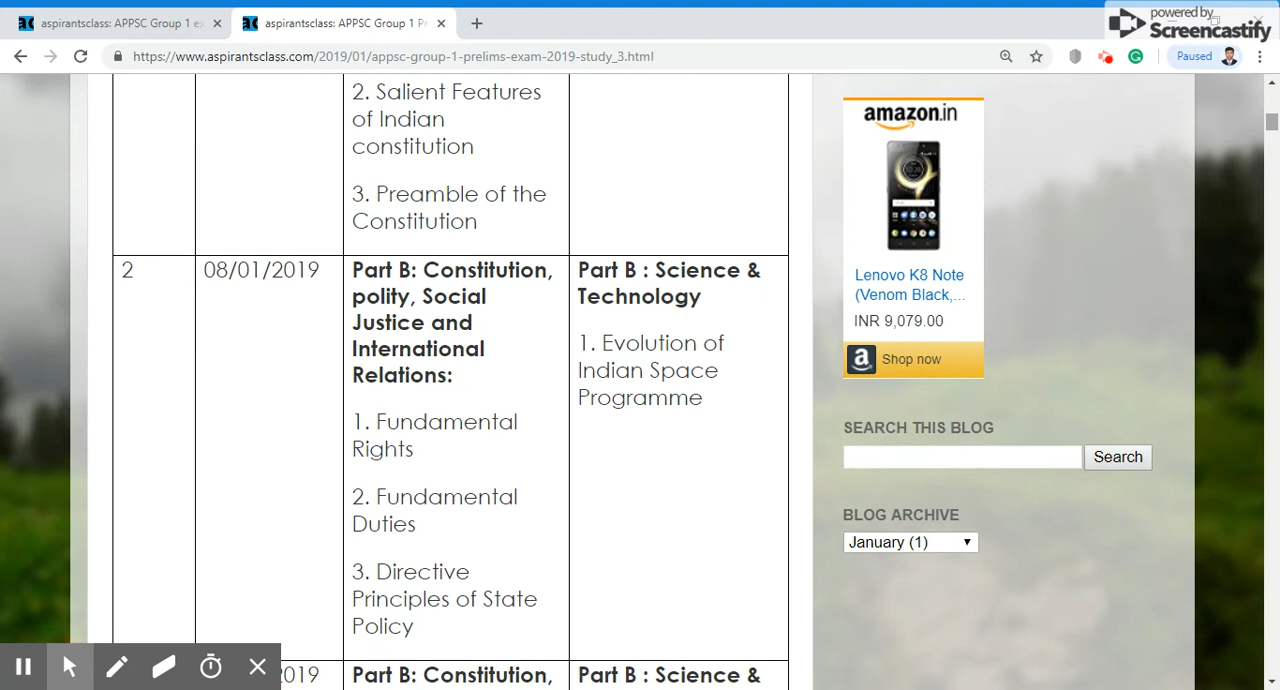 aspirantsclass: APPSC Group 1 ex
aspirantsclass: APPSC Group 1 Pr
powered by
Screencastify
https://www.aspirantsclass.com/2019/01/appsc-group-1-prelims-exam-2019-study_3.html
Paused
2. Salient Features
of Indian
constitution
3. Preamble of the
Constitution
2
08/01/2019
Part B: Constitution,
polity, Social
Justice and
International
Relations:
1. Fundamental
Rights
2. Fundamental
Duties
3. Directive
Principles of State
Policy
Part B : Science &
Technology
1. Evolution of
Indian Space
Programme
2019
Part B: Constitution,
Part B : Science &
amazon.in
Lenovo K8 Note
(Venom Black,...
INR 9,079.00
a Shop now
SEARCH THIS BLOG
Search
BLOG ARCHIVE
January (1)